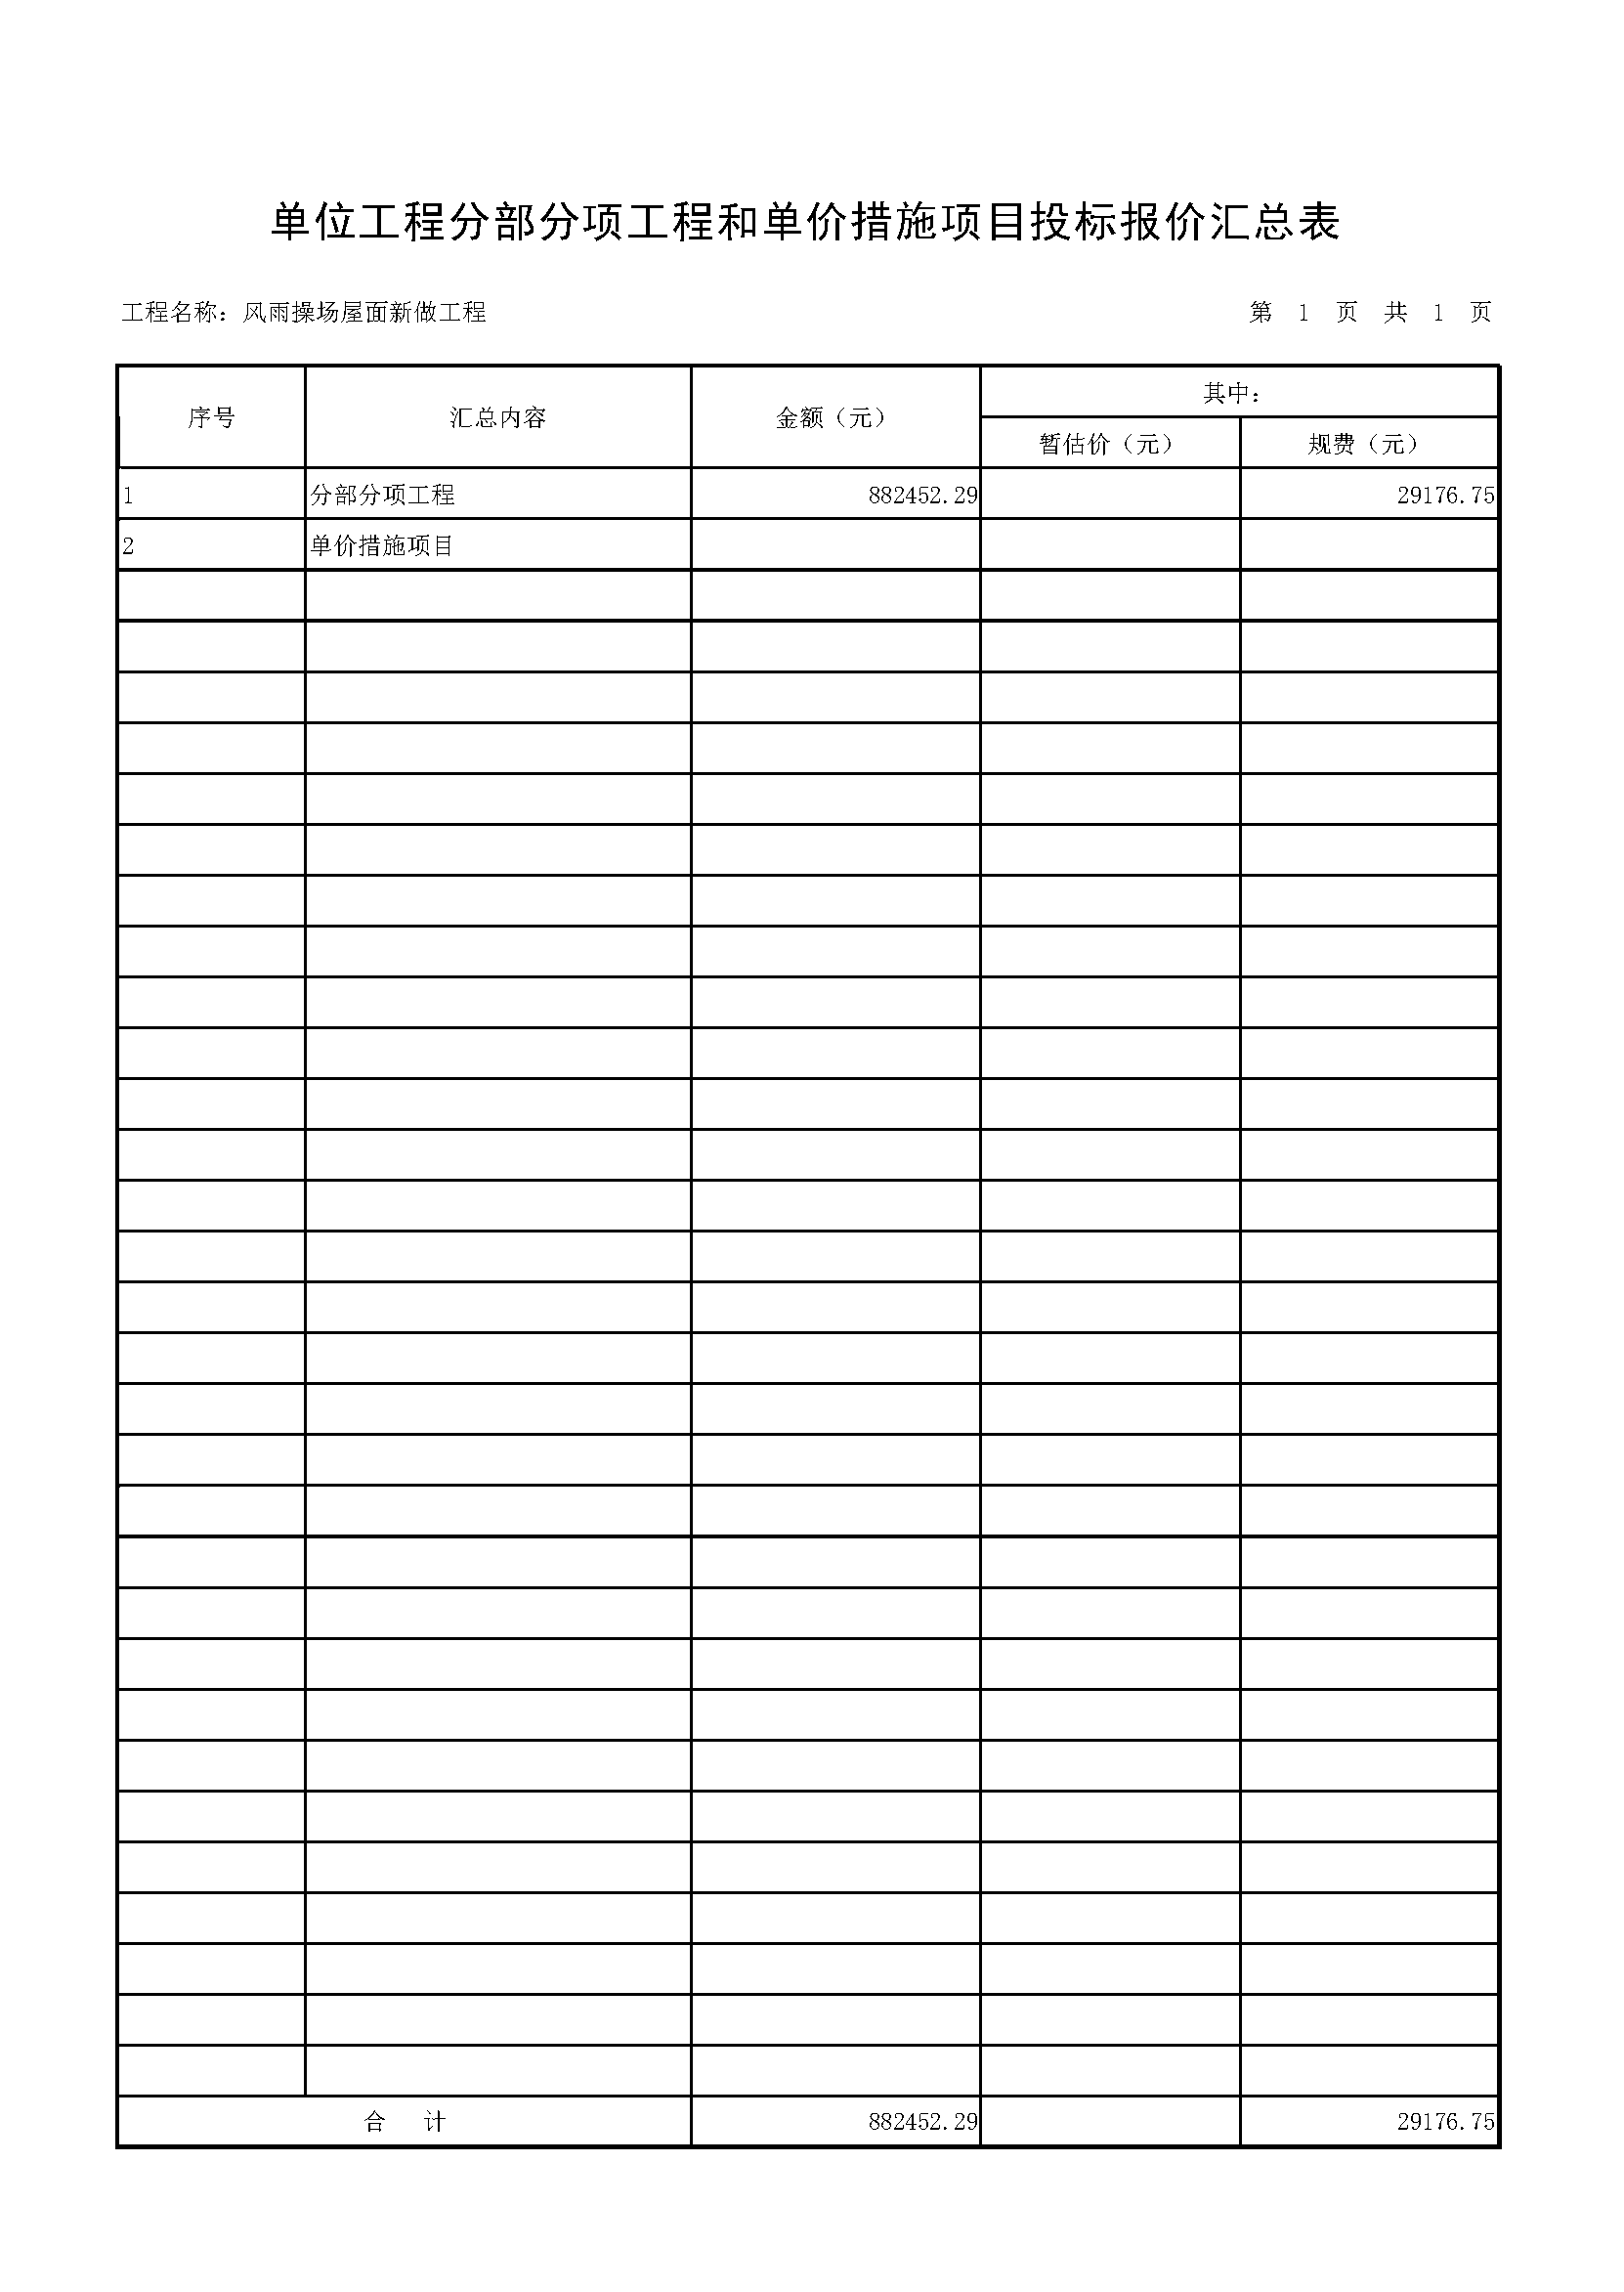 单位工程分部分项工程和单价措施项目投标报价汇总表
工程名称：风雨操场屋面新做工程 第 1 页 共 1 页
序号 汇总内容 金额（元） 其中：
暂估价（元） 规费（元）
1 分部分项工程 882452.29 29176.75
2 单价措施项目
合 计 882452.29 29176.75